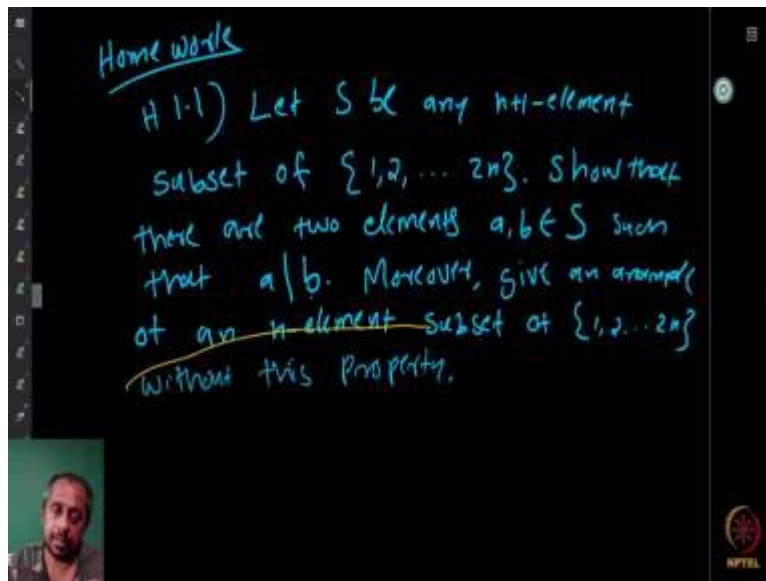 Home work
H 1.1) Let S be any n+1-element
subset of {1,2, ... 2n}. Show that
there are two elements a,b ∈ S such
that a|b. Moreover, give an example
of an n-element subset of {1,2...2n}
without this property.
NPTEL